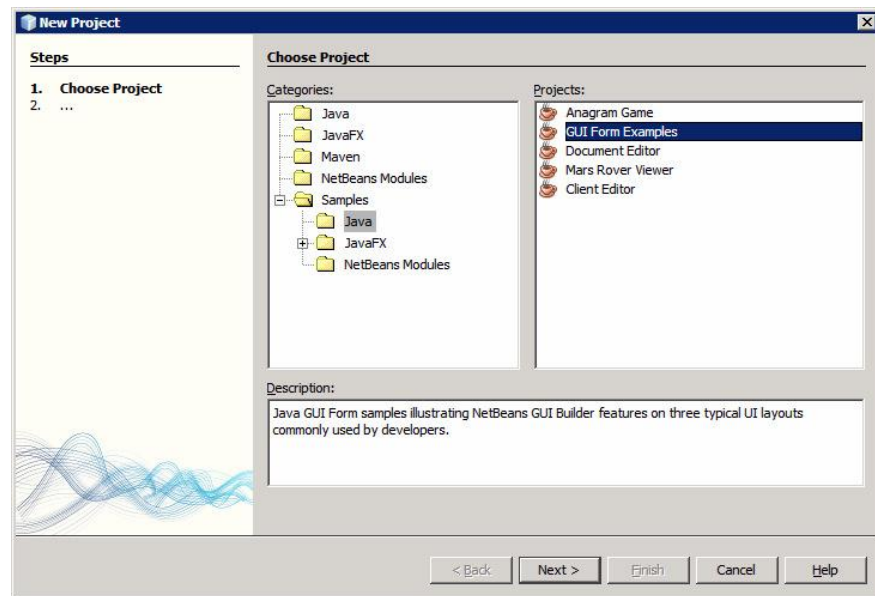 New Project
Steps
1. Choose Project
2. ...
Choose Project
Categories:
Java
JavaFX
Maven
NetBeans Modules
Samples
Java
JavaFX
NetBeans Modules
Projects:
Anagram Game
GUI Form Examples
Document Editor
Mars Rover Viewer
Client Editor
Description:
Java GUI Form samples illustrating NetBeans GUI Builder features on three typical UI layouts
commonly used by developers.
< Back
Next >
Finish
Cancel
Help